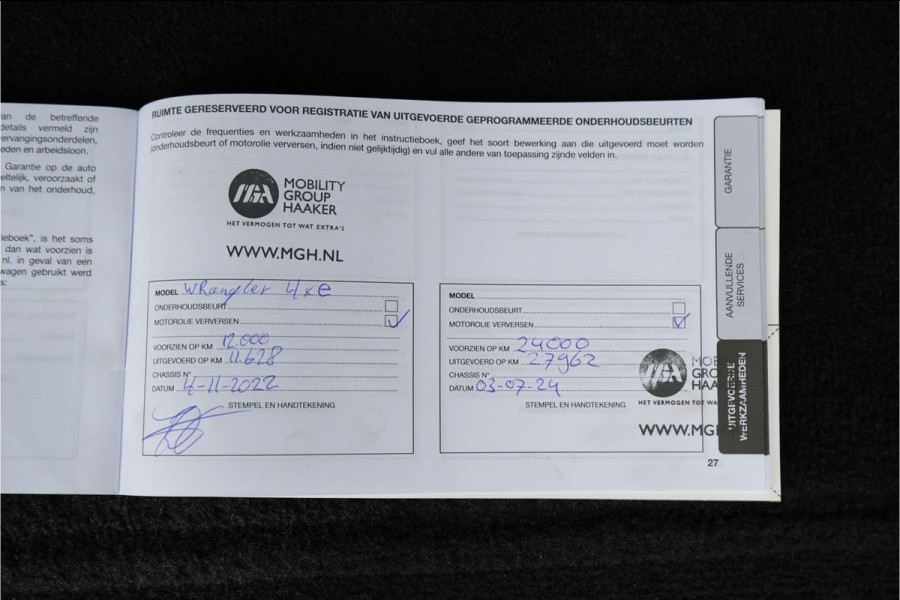 an de betreffende
details vermeld zijn
ervangingsonderdelen,
eden en arbeidsloon.
Garantie op de auto
eltelijk, veroorzaakt of
n van het onderhoud,
ieboek", is het soms
dan wat voorzien is
nl. in geval van een
wagen gebruikt werd
s:
RUIMTE GERESERVEERD VOOR REGISTRATIE VAN UITGEVOERDE GEPROGRAMMEERDE ONDERHOUDSBEURTEN
Controleer de frequenties en werkzaamheden in het instructieboek, geef het soort bewerking aan die uitgevoerd moet worden
(onderhoudsbeurt of motorolie verversen, indien niet gelijktijdig) en vul alle andere van toepassing zijnde velden in.
MGA MOBILITY
GROUP
HAAKER
HET VERMOGEN TOT WAT EXTRA'S
WWW.MGH.NL
MODEL WRangler 4xe
ONDERHOUDSBEURT
MOTOROLIE VERVERSEN
VOORZIEN OP KM 12.000
UITGEVOERD OP KM 11.628
CHASSIS N°
DATUM 4-11-2022
STEMPEL EN HANDTEKENING
MODEL
ONDERHOUDSBEURT
MOTOROLIE VERVERSEN
VOORZIEN OP KM 24000
UITGEVOERD OP KM 27962
CHASSIS N°
DATUM 03-07-24
STEMPEL EN HANDTEKENING
MOB
GRO
HAA
HET VERMOGEN TOT WA
WWW.MGH
27
GARANTIE
AANVULLENDE
SERVICES
UITGEVOERDE
WERKZAAMHEDEN